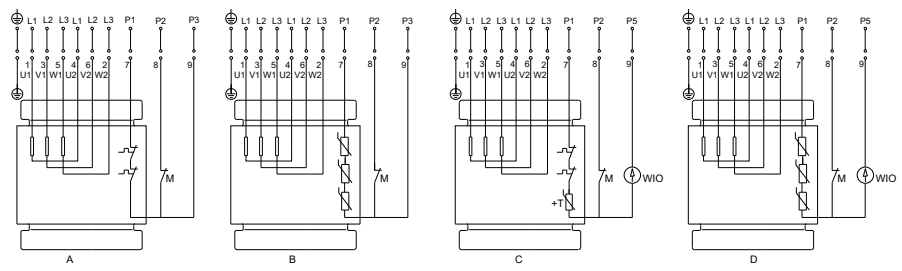 L1 L2 L3 L1 L2 L3 P1 P2 P3
1 3 5 4 6 2 7 8 9
U1 V1 W1 U2 V2 W2
M
A
L1 L2 L3 L1 L2 L3 P1 P2 P3
1 3 5 4 6 2 7 8 9
U1 V1 W1 U2 V2 W2
M
B
L1 L2 L3 L1 L2 L3 P1 P2 P5
1 3 5 4 6 2 7 8 9
U1 V1 W1 U2 V2 W2
M
WIO
+T
C
L1 L2 L3 L1 L2 L3 P1 P2 P5
1 3 5 4 6 2 7 8 9
U1 V1 W1 U2 V2 W2
M
WIO
D